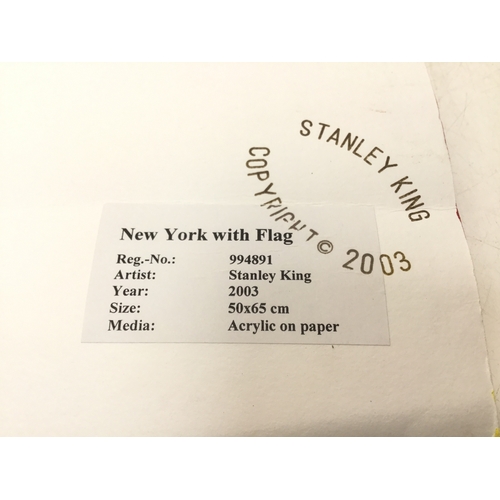 STANLEY KING
COPYRIGHT © 2003
New York with Flag
Reg.-No.: 994891
Artist: Stanley King
Year: 2003
Size: 50x65 cm
Media: Acrylic on paper